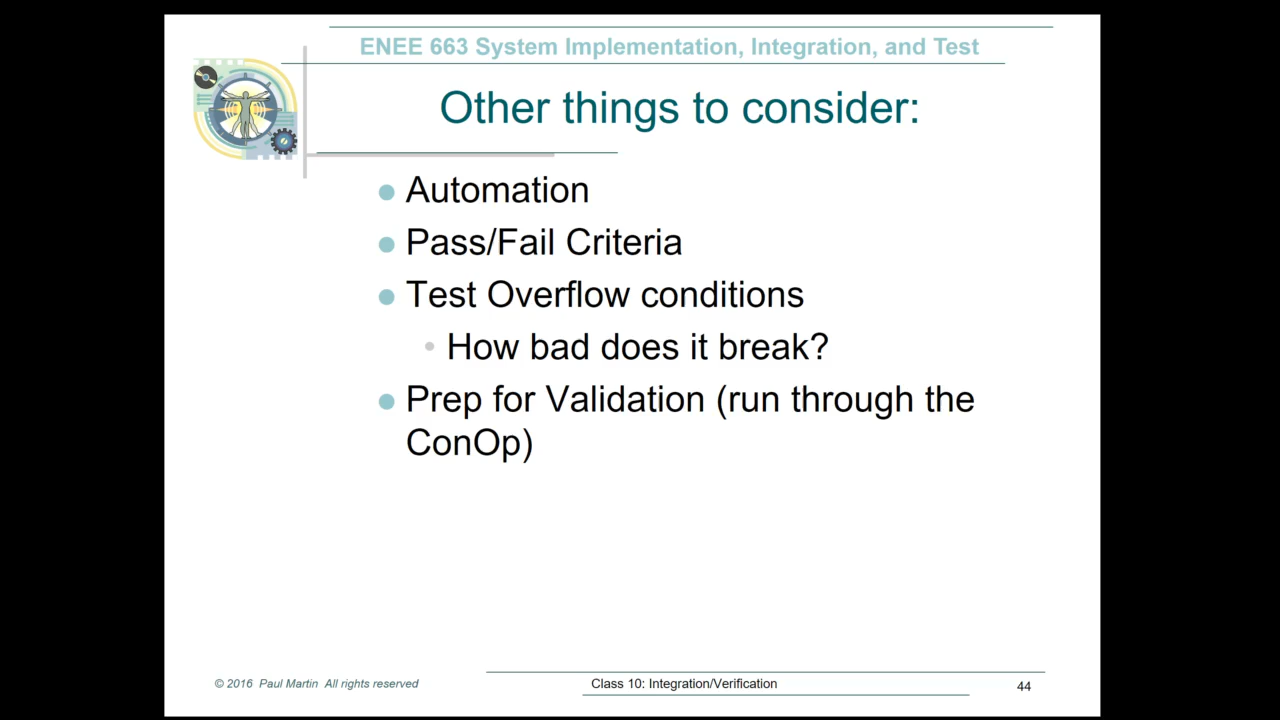 ENEE 663 System Implementation, Integration, and Test
Other things to consider:
Automation
Pass/Fail Criteria
Test Overflow conditions
How bad does it break?
Prep for Validation (run through the
ConOp)
© 2016 Paul Martin All rights reserved
Class 10: Integration/Verification
44